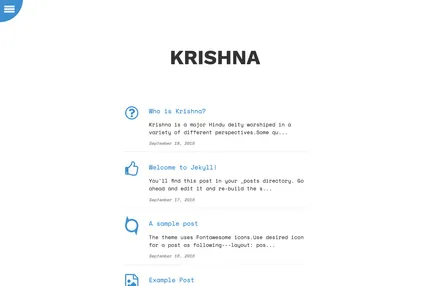 KRISHNA
Who is Krishna?
Krishna is a major Hindu deity worshiped in a
variety of different perspectives.Some qu...
September 19, 2019
Welcome to Jekyll!
You'll find this post in your _posts directory. Go
ahead and edit it and re-build the s...
September 17, 2019
A sample post
The theme uses Fontawesome icons.Use desired icon
for a post as following---layout: pos...
September 10, 2019
Example Post